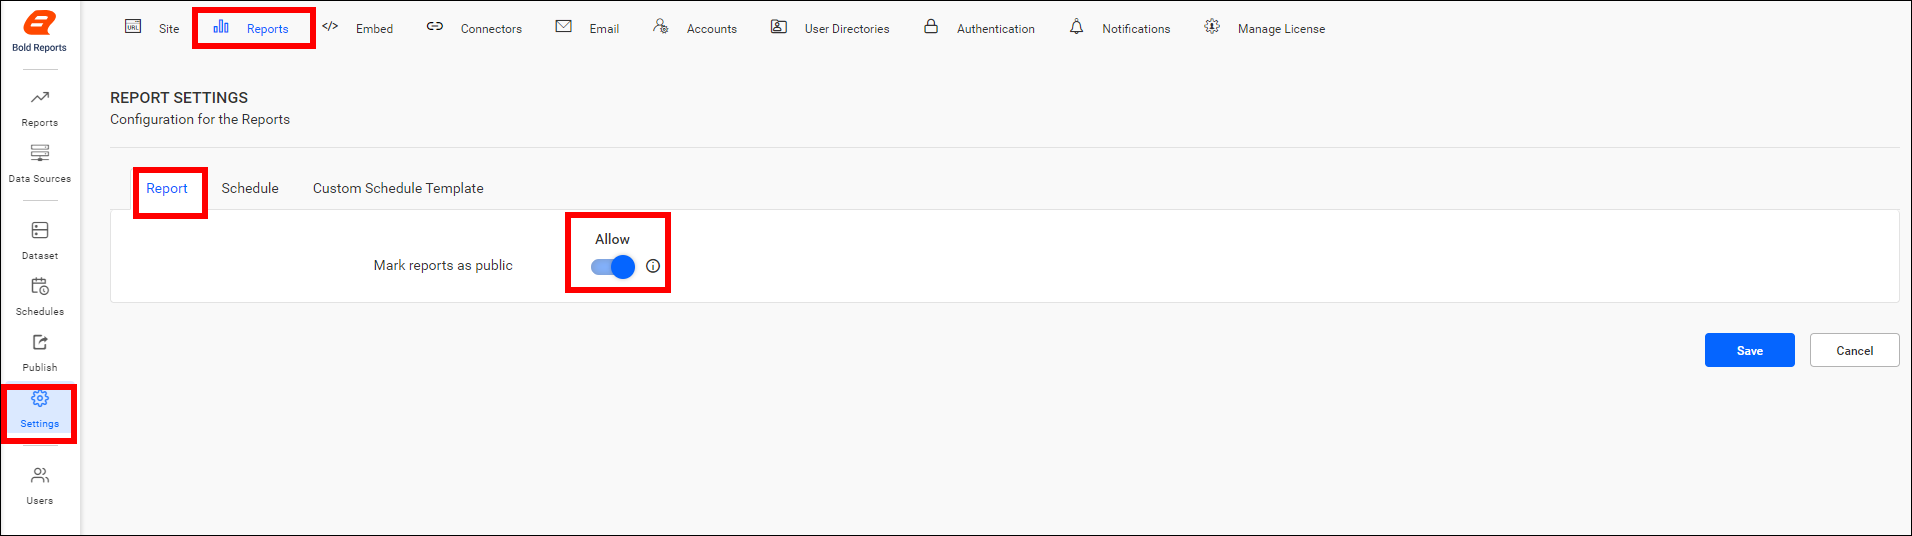 Bold Reports
Reports
Data Sources
Dataset
Schedules
Publish
Settings
Users
URL Site Reports </> Embed Connectors Email Accounts User Directories Authentication Notifications Manage License
REPORT SETTINGS
Configuration for the Reports
Report Schedule Custom Schedule Template
Allow
Mark reports as public
Save Cancel